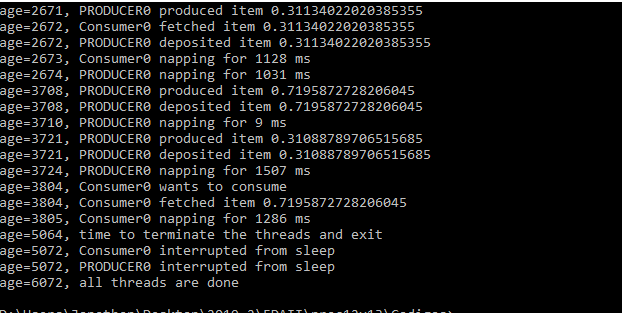 age=2671, PRODUCER0 produced item 0.31134022020385355
age=2672, Consumer0 fetched item 0.31134022020385355
age=2672, PRODUCER0 deposited item 0.31134022020385355
age=2673, Consumer0 napping for 1128 ms
age=2674, PRODUCER0 napping for 1031 ms
age=3708, PRODUCER0 produced item 0.7195872728206045
age=3708, PRODUCER0 deposited item 0.7195872728206045
age=3710, PRODUCER0 napping for 9 ms
age=3721, PRODUCER0 produced item 0.31088789706515685
age=3721, PRODUCER0 deposited item 0.31088789706515685
age=3724, PRODUCER0 napping for 1507 ms
age=3804, Consumer0 wants to consume
age=3804, Consumer0 fetched item 0.7195872728206045
age=3805, Consumer0 napping for 1286 ms
age=5064, time to terminate the threads and exit
age=5072, Consumer0 interrupted from sleep
age=5072, PRODUCER0 interrupted from sleep
age=6072, all threads are done